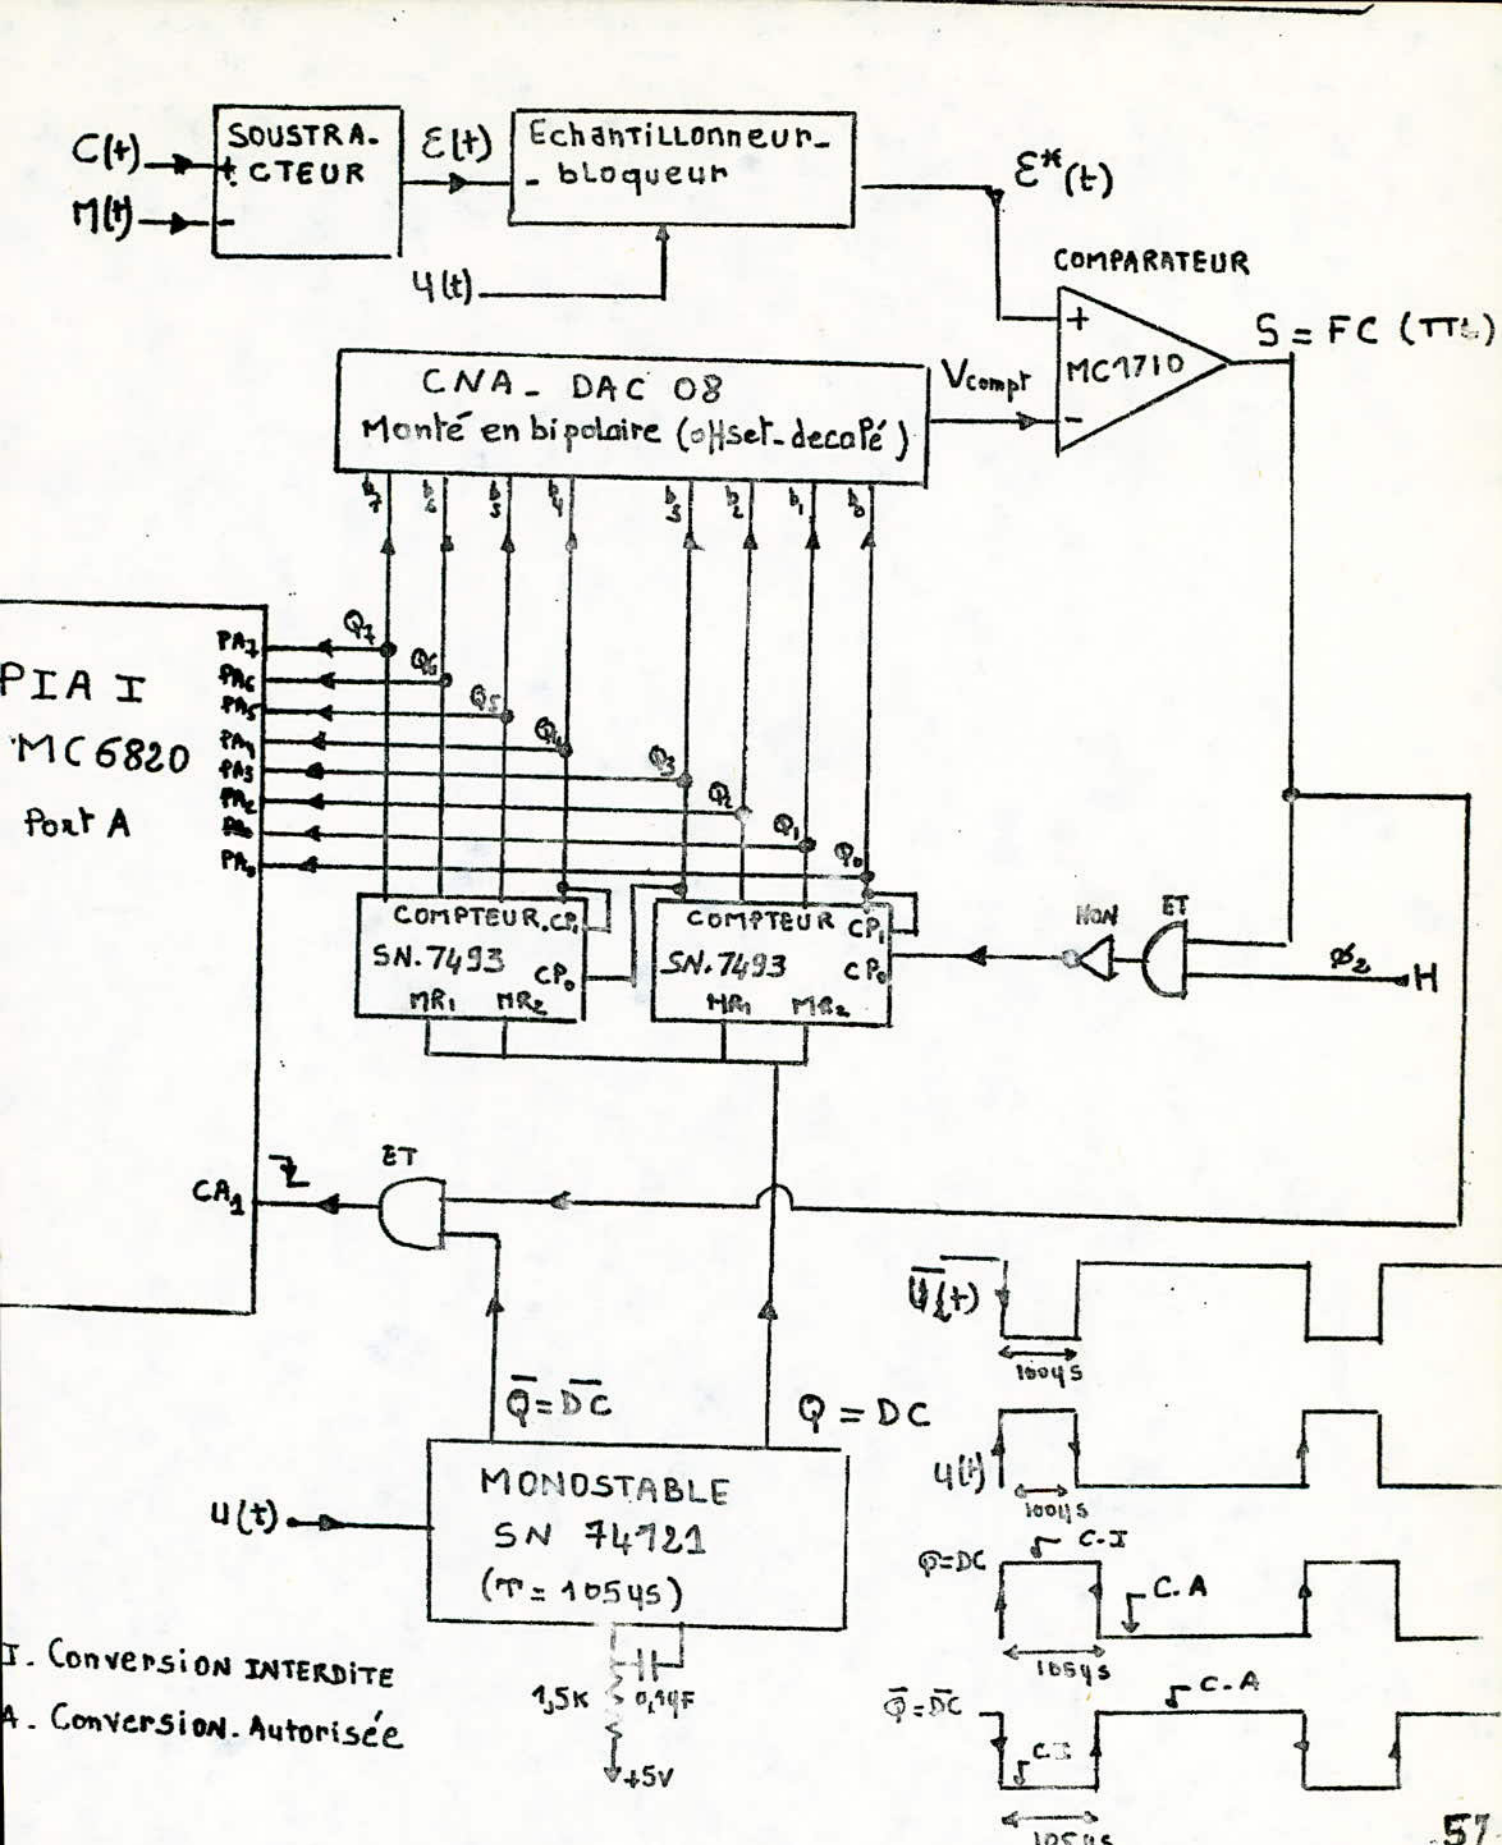 C(t)
M(t)
+
-
SOUSTRA-
CTEUR
ε(t)
Echantillonneur-
- bloqueur
ε*(t)
u(t)
COMPARATEUR
+
MC1710
-
S = FC (TTL)
CNA - DAC 08
Monté en bipolaire (offset-decalé)
Vcompt
b7 b6 b5 b4 b3 b2 b1 b0
PIA I
MC6820
Port A
PA7
PA6
PA5
PA4
PA3
PA2
PA0
Q7
Q6
Q5
Q4
Q3
Q2
Q1
Q0
COMPTEUR. CP1
SN.7493
CP0
MR1 MR2
COMPTEUR CP1
SN.7493 CP0
MR1 MR2
NON
ET
ø2
H
CA1
ET
Q̅ = D̅C̅
Q = DC
u(t)
MONOSTABLE
SN 74121
(T = 105µs)
1,5K
0,1µF
+5V
I - Conversion INTERDITE
A - Conversion - Autorisée
u̅(t)
100µs
u(t)
100µs
Q=DC
C.I
C.A
105µs
Q̅=D̅C̅
C.A
C.I
105µs
57